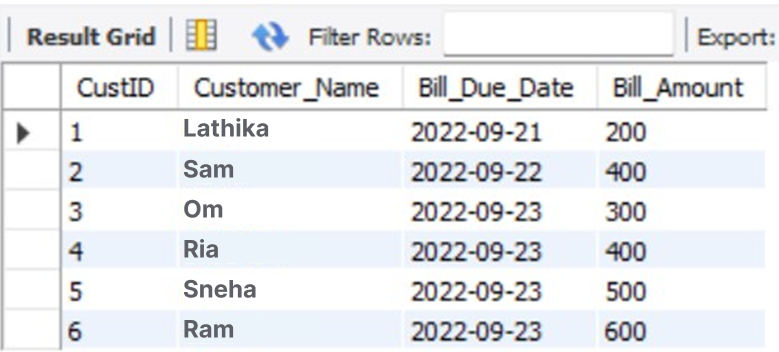 Result Grid Filter Rows: Export:
CustID Customer_Name Bill_Due_Date Bill_Amount
1 Lathika 2022-09-21 200
2 Sam 2022-09-22 400
3 Om 2022-09-23 300
4 Ria 2022-09-23 400
5 Sneha 2022-09-23 500
6 Ram 2022-09-23 600